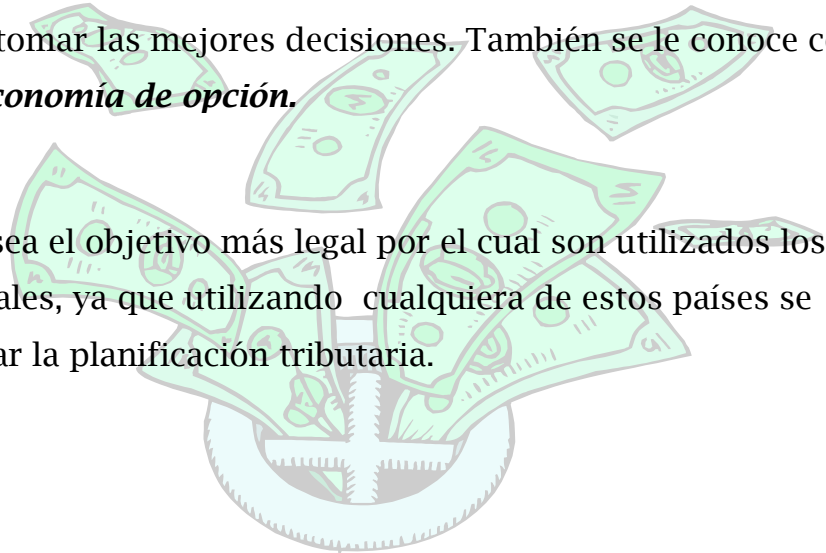 tomar las mejores decisiones. También se le conoce c
conomía de opción.
sea el objetivo más legal por el cual son utilizados los
ales, ya que utilizando cualquiera de estos países se
ar la planificación tributaria.